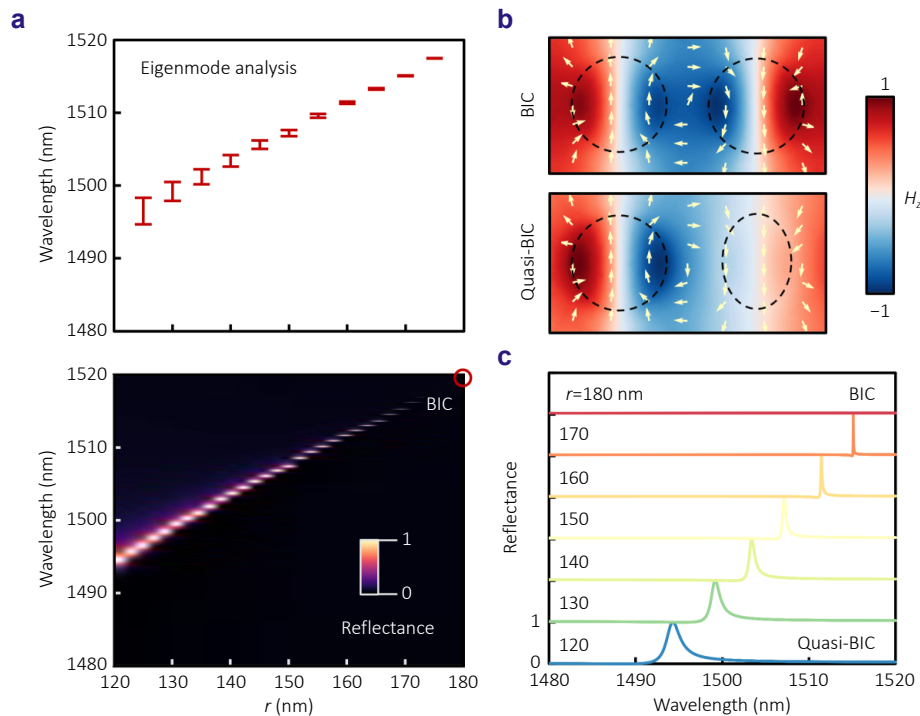 a
1520
1510
1500
1490
1480
Wavelength (nm)
Eigenmode analysis
1520
1510
1500
1490
1480
Wavelength (nm)
BIC
1
0
Reflectance
120 130 140 150 160 170 180
r (nm)
b
BIC
Quasi-BIC
1
Hz
−1
c
r=180 nm
BIC
170
160
150
140
130
120
Quasi-BIC
1
0
Reflectance
1480 1490 1500 1510 1520
Wavelength (nm)